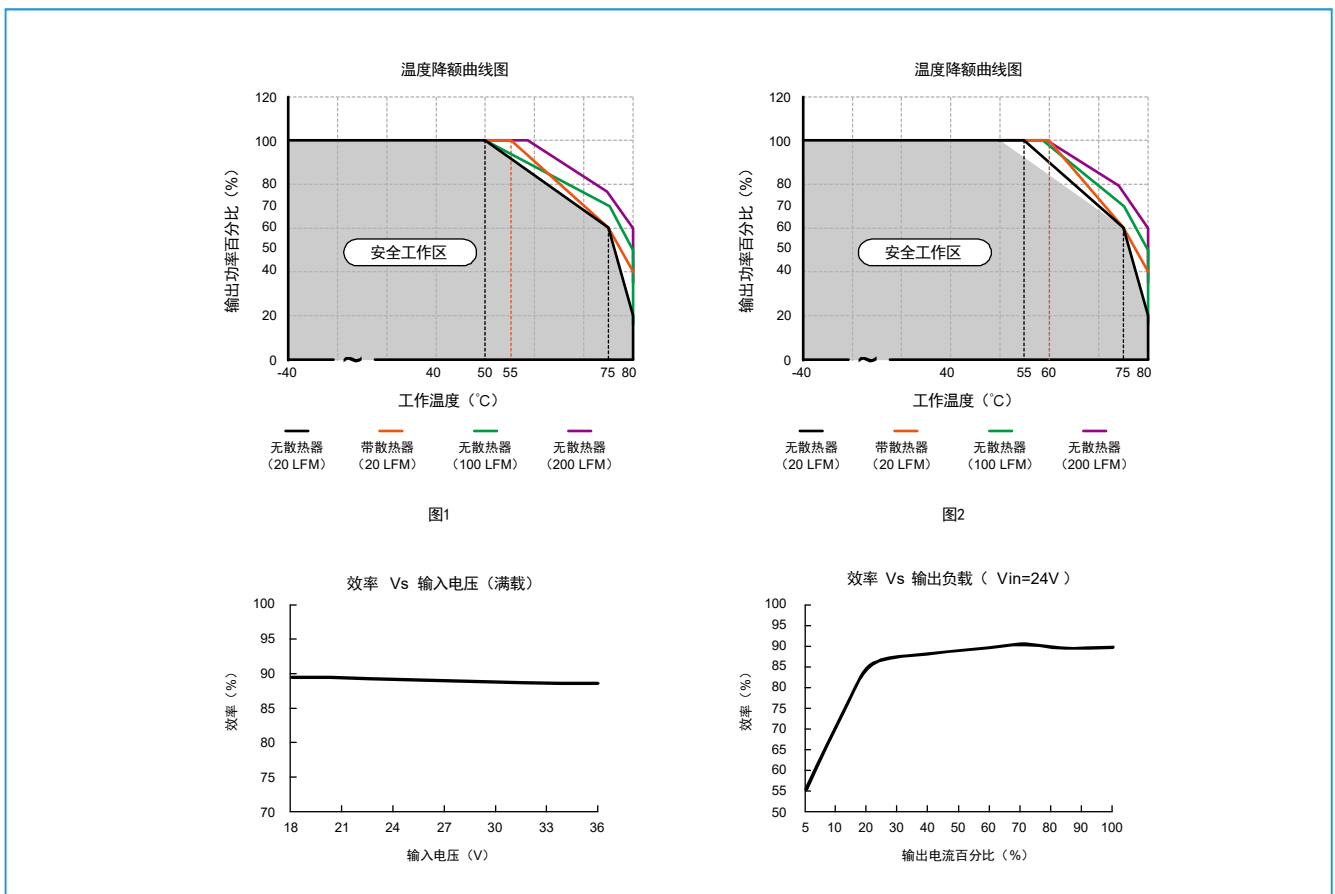 温度降额曲线图
120
100
80
70
60
50
40
20
0
输出功率百分比（%）
安全工作区
-40 40 50 55 75 80
工作温度（℃）
无散热器 带散热器 无散热器 无散热器
（20 LFM） （20 LFM） （100 LFM） （200 LFM）
图1
温度降额曲线图
120
100
80
70
60
50
40
20
0
输出功率百分比（%）
安全工作区
-40 40 55 60 75 80
工作温度（℃）
无散热器 带散热器 无散热器 无散热器
（20 LFM） （20 LFM） （100 LFM） （200 LFM）
图2
效率 Vs 输入电压（满载）
100
95
90
85
80
75
70
效率（%）
18 21 24 27 30 33 36
输入电压（V）
效率 Vs 输出负载（ Vin=24V ）
100
95
90
85
80
75
70
65
60
55
50
效率（%）
5 10 20 30 40 50 60 70 80 90 100
输出电流百分比（%）